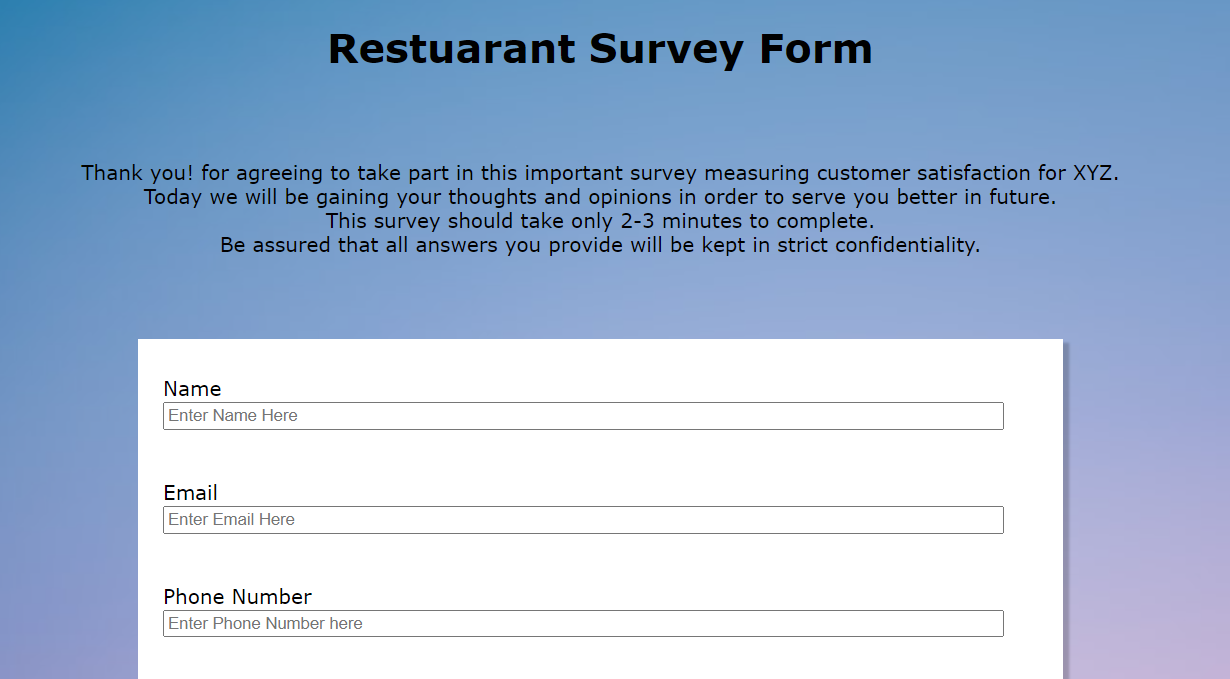 Restuarant Survey Form
Thank you! for agreeing to take part in this important survey measuring customer satisfaction for XYZ.
Today we will be gaining your thoughts and opinions in order to serve you better in future.
This survey should take only 2-3 minutes to complete.
Be assured that all answers you provide will be kept in strict confidentiality.
Name
Enter Name Here
Email
Enter Email Here
Phone Number
Enter Phone Number here